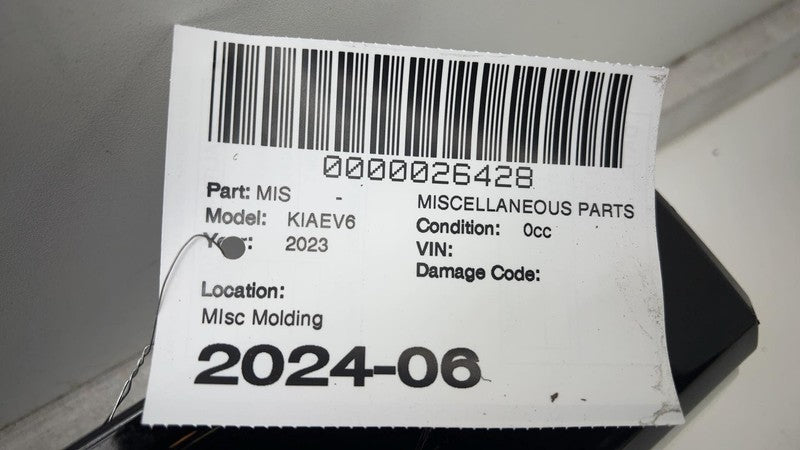 0000026428
Part: MIS - MISCELLANEOUS PARTS
Model: KIAEV6 Condition: 0cc
2023 VIN:
Damage Code:
Location:
MIsc Molding
2024-06